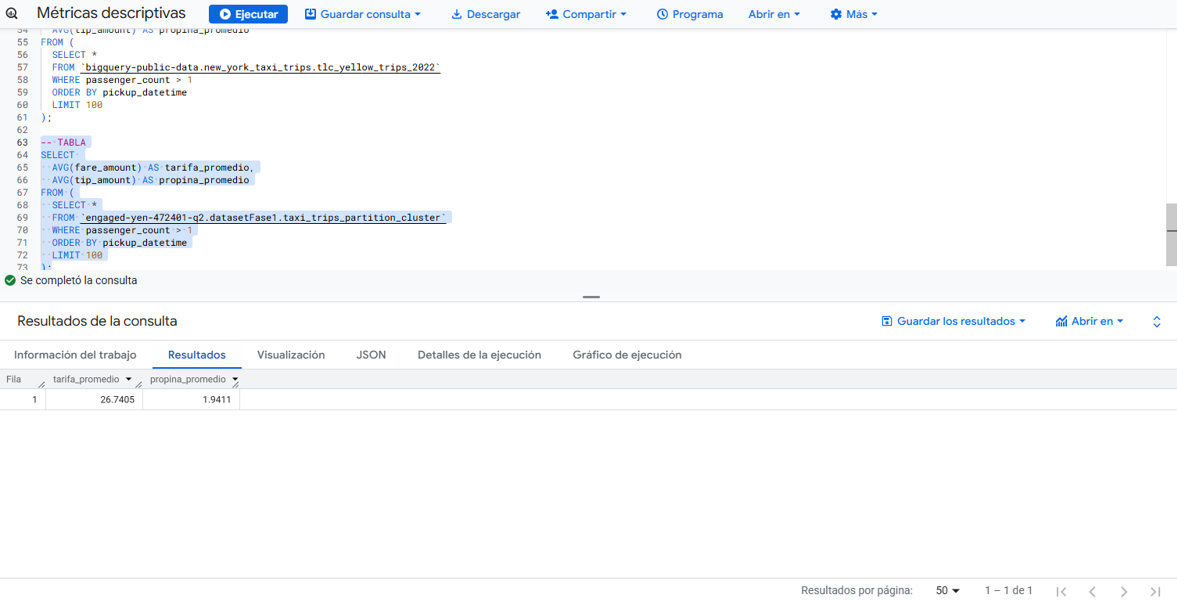 Métricas descriptivas Ejecutar Guardar consulta Descargar Compartir Programa Abrir en Más
54 AVG(tip_amount) AS propina_promedio
55 FROM (
56 SELECT *
57 FROM `bigquery-public-data.new_york_taxi_trips.tlc_yellow_trips_2022`
58 WHERE passenger_count > 1
59 ORDER BY pickup_datetime
60 LIMIT 100
61 );
62
63 -- TABLA
64 SELECT
65 AVG(fare_amount) AS tarifa_promedio,
66 AVG(tip_amount) AS propina_promedio
67 FROM (
68 SELECT *
69 FROM `engaged-yen-472401-q2.datasetFase1.taxi_trips_partition_cluster`
70 WHERE passenger_count > 1
71 ORDER BY pickup_datetime
72 LIMIT 100
73 );
Se completó la consulta
Resultados de la consulta Guardar los resultados Abrir en
Información del trabajo Resultados Visualización JSON Detalles de la ejecución Gráfico de ejecución
Fila tarifa_promedio propina_promedio
1 26.7405 1.9411
Resultados por página: 50 1 – 1 de 1